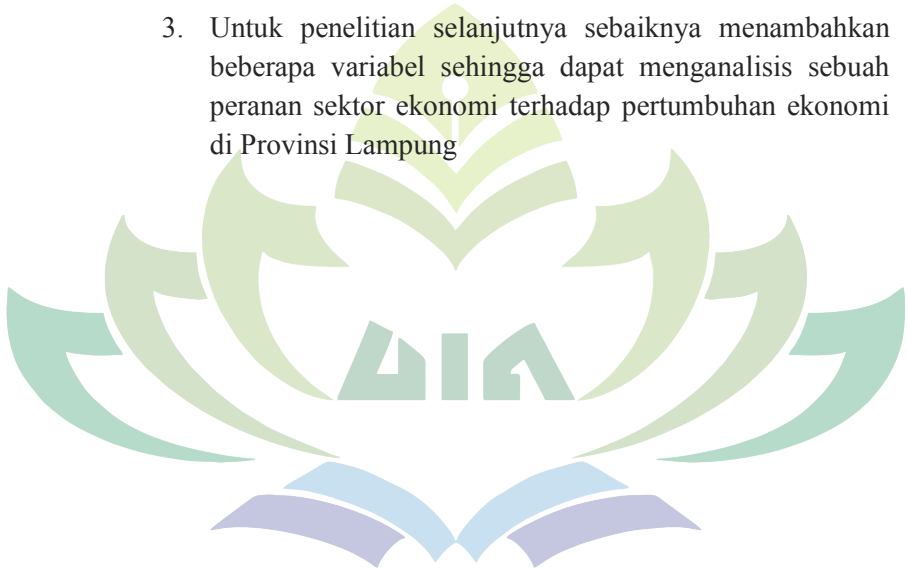 3. Untuk penelitian selanjutnya sebaiknya menambahkan
beberapa variabel sehingga dapat menganalisis sebuah
peranan sektor ekonomi terhadap pertumbuhan ekonomi
di Provinsi Lampung
UIN